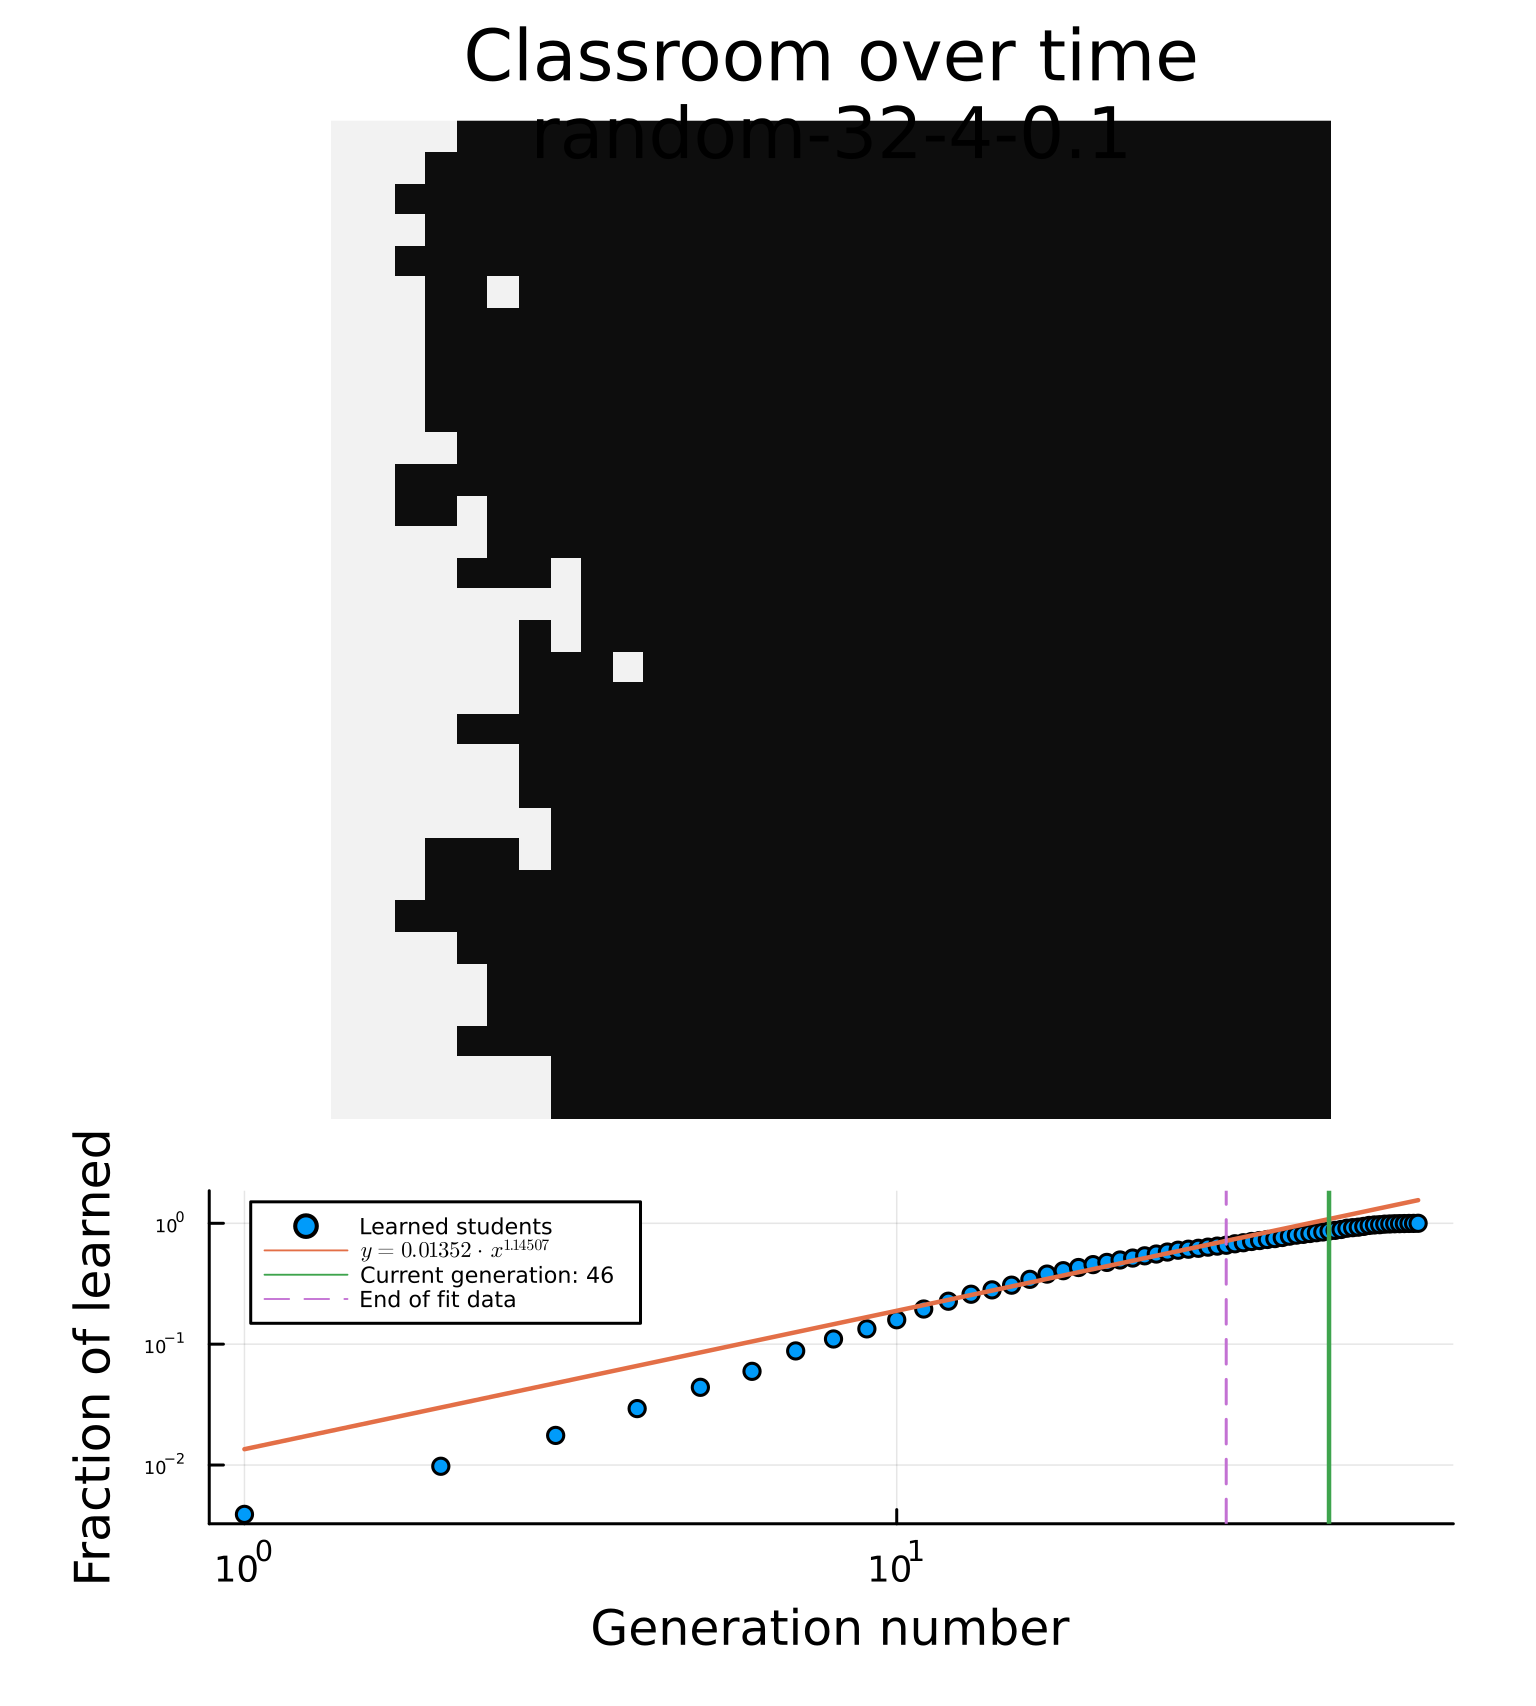 Classroom over time
random-32-4-0.1
Fraction of learned
10^0
10^-1
10^-2
Learned students
y = 0.01352 · x^1.14507
Current generation: 46
End of fit data
10^0
10^1
Generation number